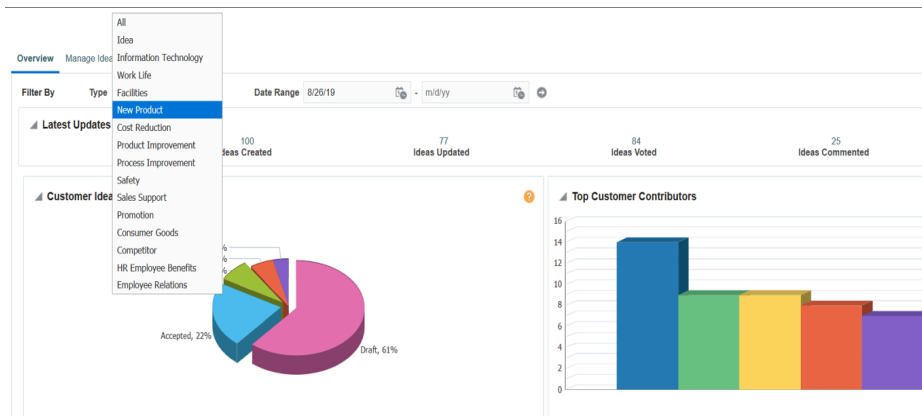 All
Idea
Information Technology
Work Life
Facilities
New Product
Cost Reduction
Product Improvement
Process Improvement
Safety
Sales Support
Promotion
Consumer Goods
Competitor
HR Employee Benefits
Employee Relations
Overview Manage Idea
Filter By Type Date Range 8/26/19 - m/d/yy
Latest Updates
100 77 84 25
deas Created Ideas Updated Ideas Voted Ideas Commented
Customer Idea ?
%
%
%
Accepted, 22%
Draft, 61%
Top Customer Contributors
16
14
12
10
8
6
4
2
0